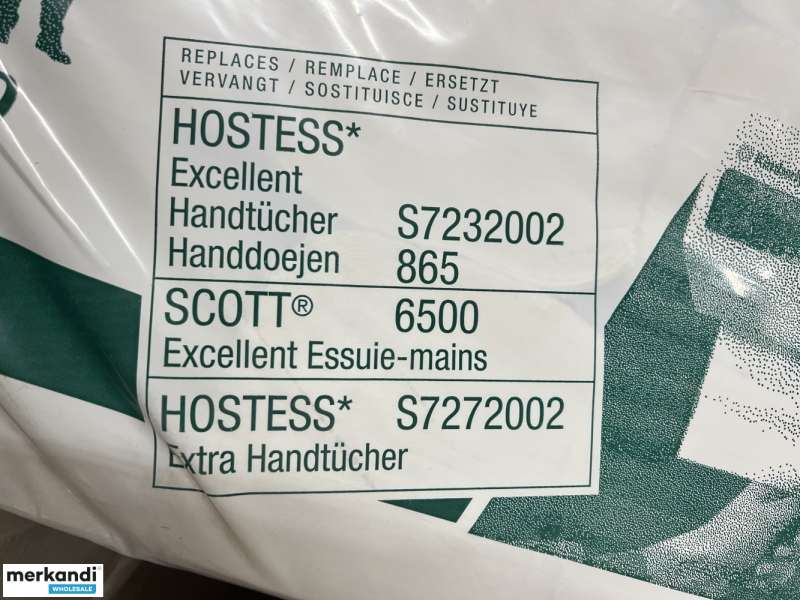 REPLACES / REMPLACE / ERSETZT
VERVANGT / SOSTITUISCE / SUSTITUYE
HOSTESS*
Excellent
Handtücher S7232002
Handdoejen 865
SCOTT® 6500
Excellent Essuie-mains
HOSTESS* S7272002
Extra Handtücher
merkandi
WHOLESALE